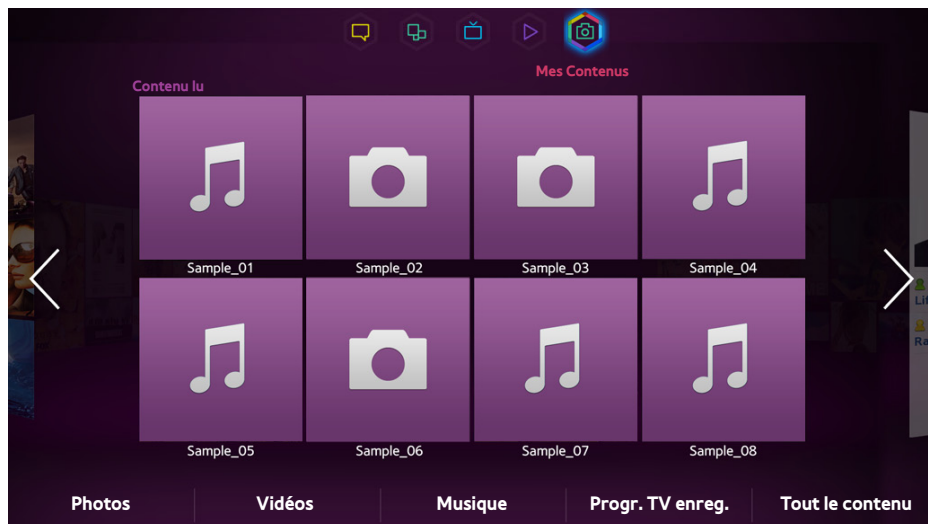 Mes Contenus
Contenu lu
Sample_01 Sample_02 Sample_03 Sample_04
Sample_05 Sample_06 Sample_07 Sample_08
Photos Vidéos Musique Progr. TV enreg. Tout le contenu